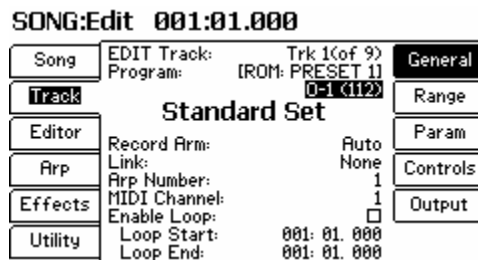 SONG:Edit 001:01.000
Song
Track
Editor
Arp
Effects
Utility
EDIT Track: Trk 1(of 9)
Program: [ROM: PRESET 1]
0-1 (112)
Standard Set
Record Arm: Auto
Link: None
Arp Number: 1
MIDI Channel: 1
Enable Loop:
Loop Start: 001: 01. 000
Loop End: 001: 01. 000
General
Range
Param
Controls
Output